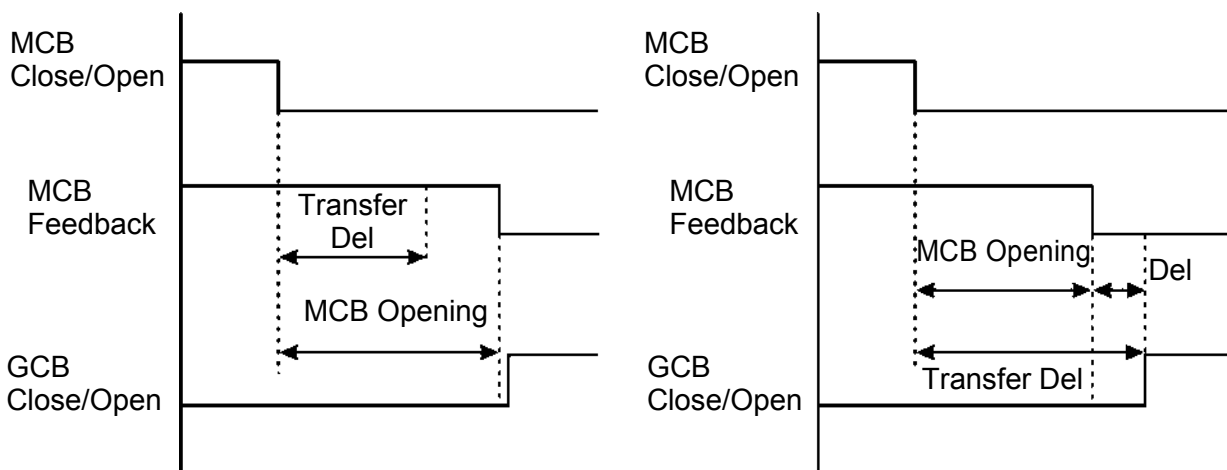 MCB
Close/Open
MCB
Feedback
Transfer
Del
MCB Opening
GCB
Close/Open
MCB
Close/Open
MCB
Feedback
MCB Opening
Del
GCB
Close/Open
Transfer Del